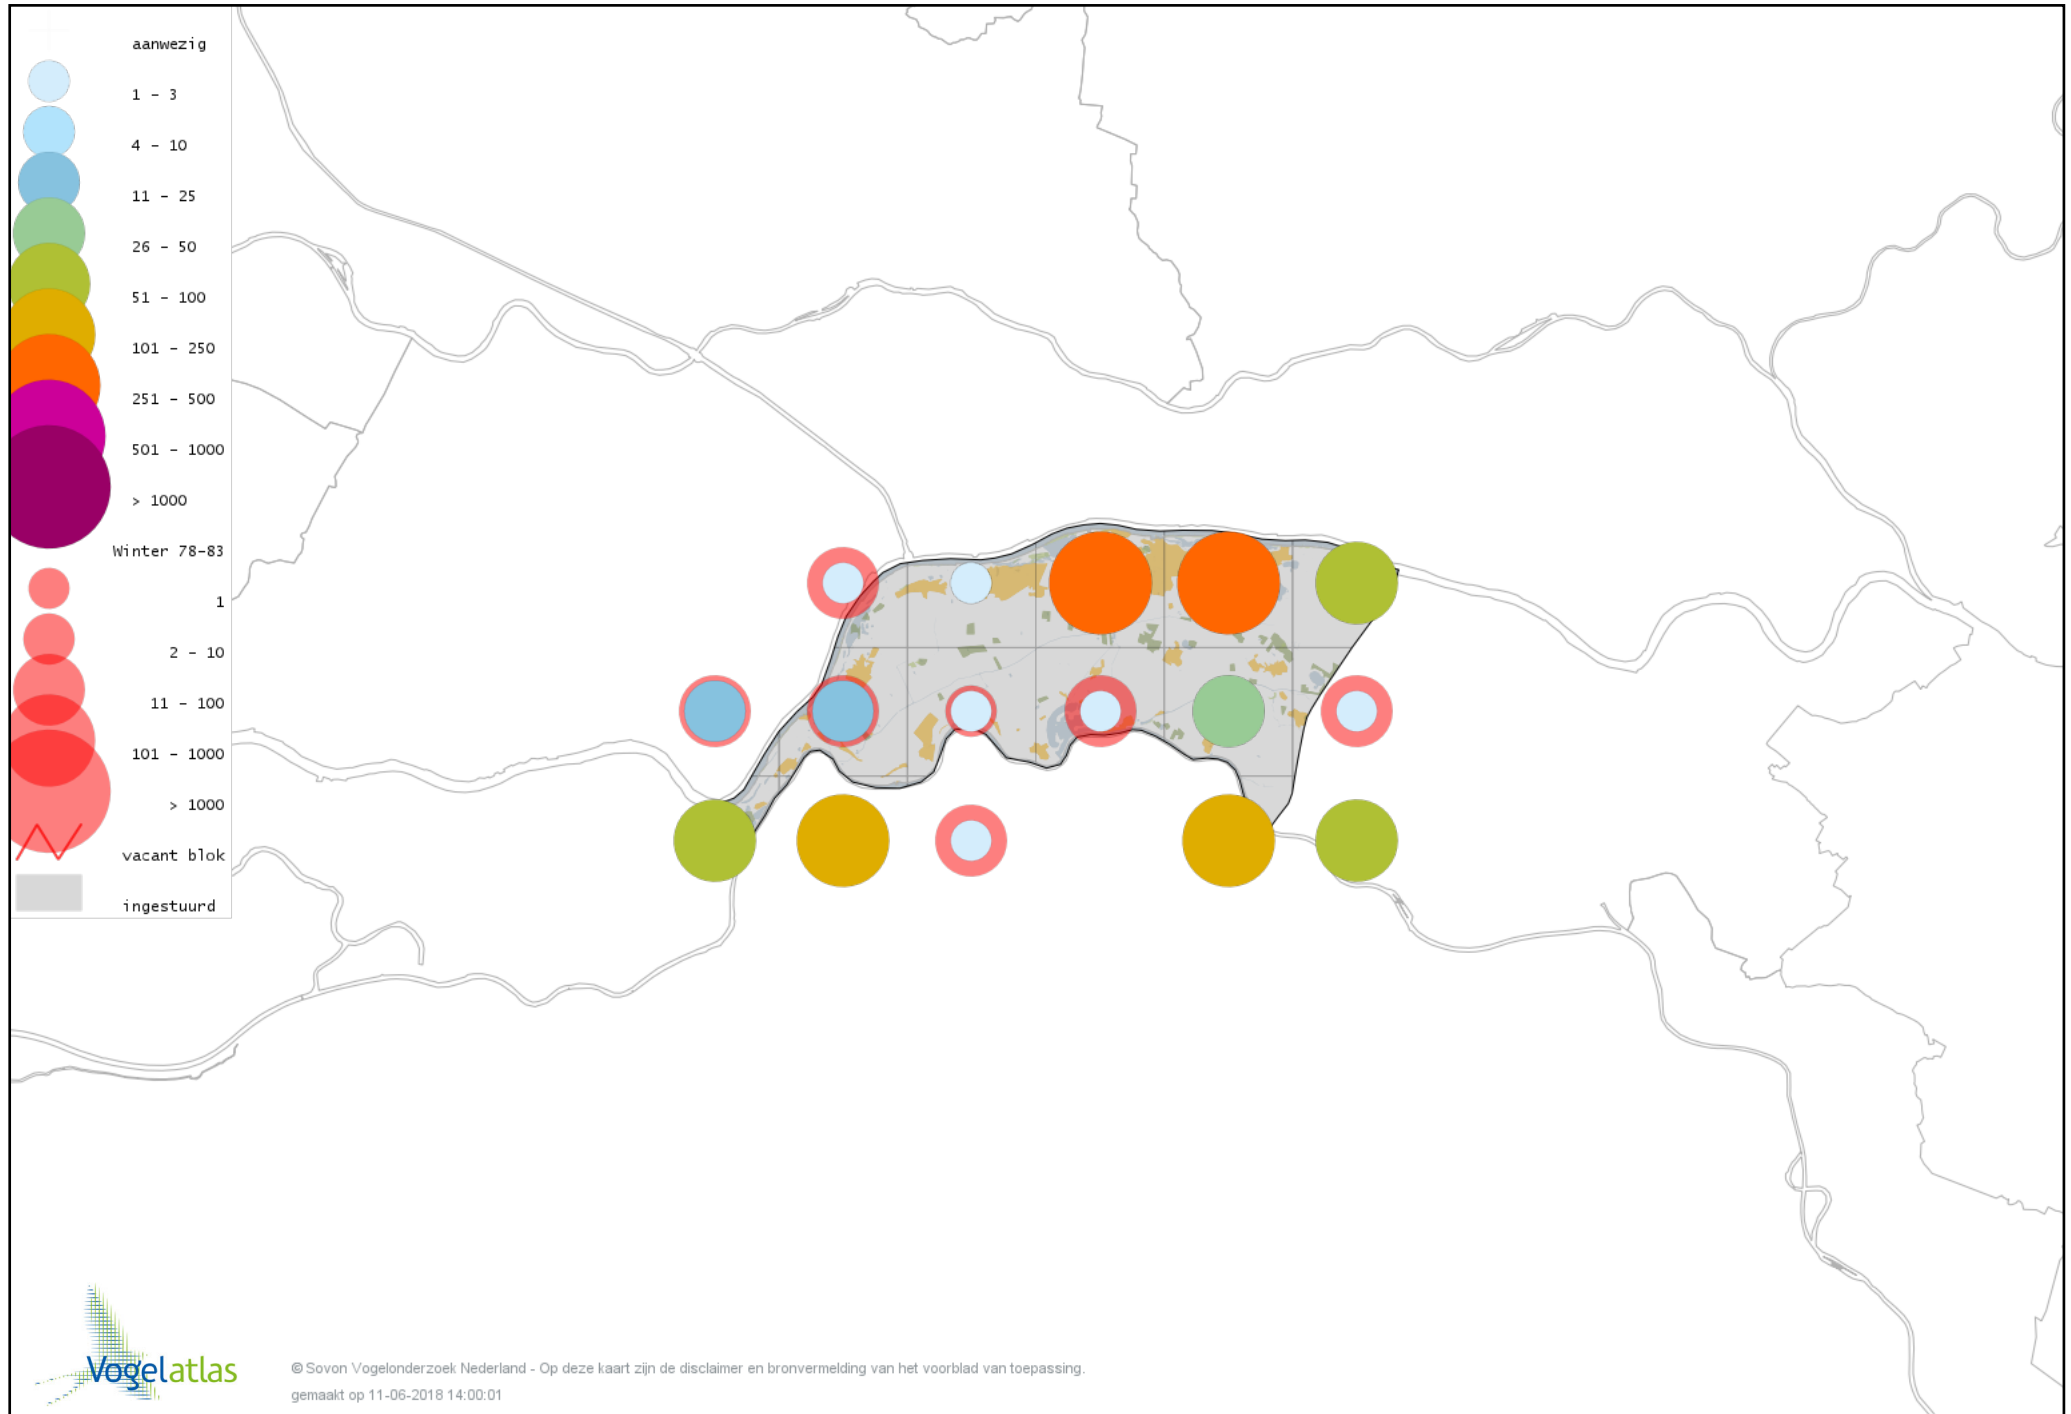 aanwezig
1 - 3
4 - 10
11 - 25
26 - 50
51 - 100
101 - 250
251 - 500
501 - 1000
> 1000
Winter 78-83
1
2 - 10
11 - 100
101 - 1000
> 1000
vacant blok
ingestuurd
Vogelatlas
© Sovon Vogelonderzoek Nederland - Op deze kaart zijn de disclaimer en bronvermelding van het voorblad van toepassing.
gemaakt op 11-06-2018 14:00:01